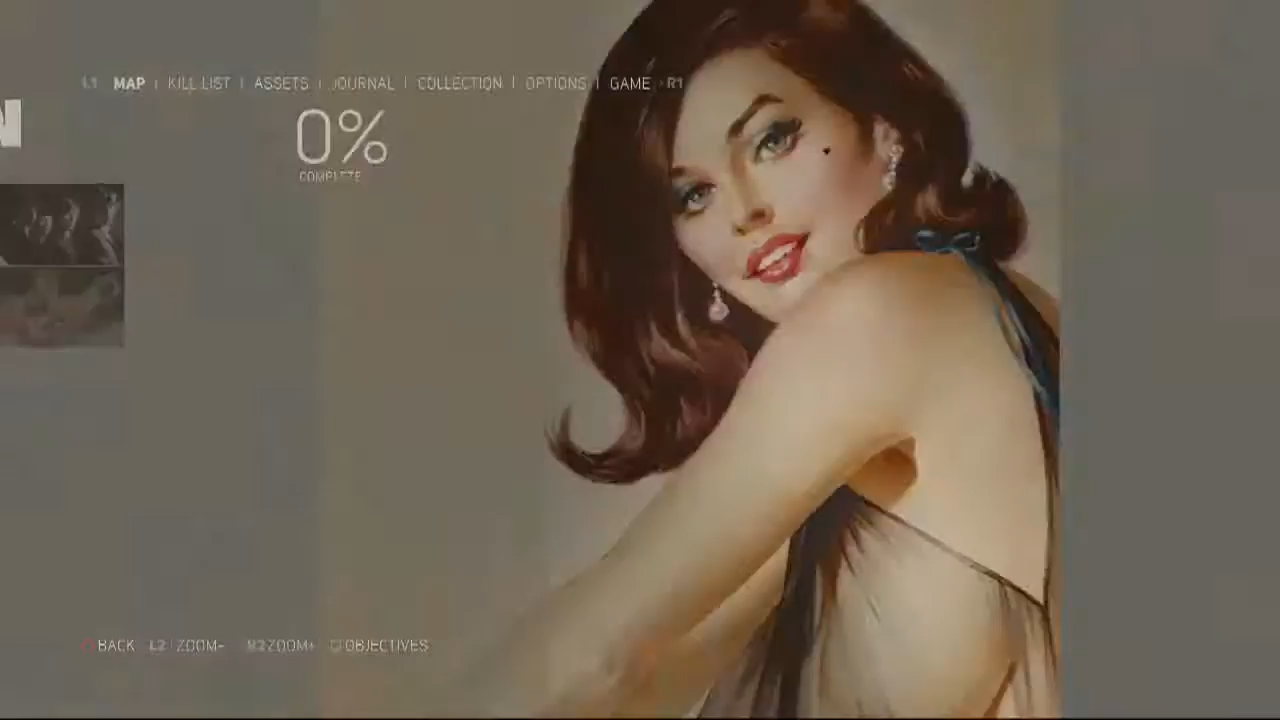 L1 MAP | KILL LIST | ASSETS | JOURNAL | COLLECTION | OPTIONS | GAME R1
N
0%
COMPLETE
BACK L2 ZOOM- R2 ZOOM+ OBJECTIVES